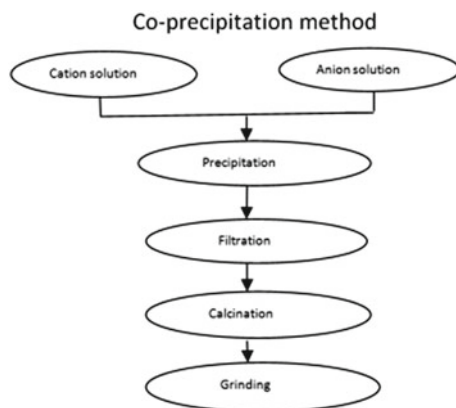 Co-precipitation method
Cation solution
Anion solution
Precipitation
Filtration
Calcination
Grinding